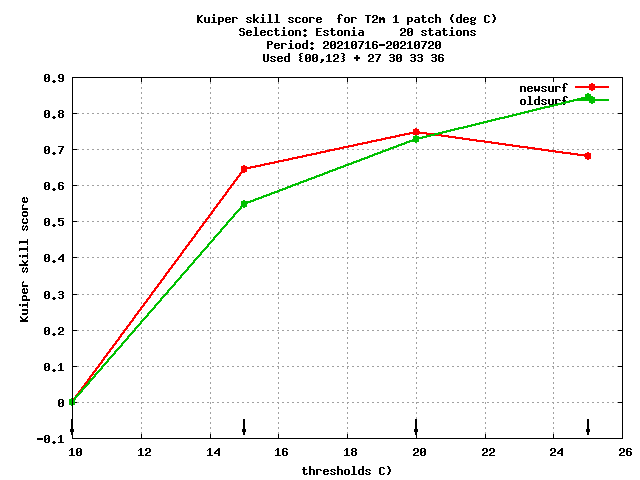 Kuiper skill score  for T2m 1 patch (deg C)
Selection: Estonia     20 stations
Period: 20210716-20210720
Used {00,12} + 27 30 33 36
newsurf
oldsurf
0.9
0.8
0.7
0.6
0.5
0.4
0.3
0.2
0.1
0
-0.1
Kuiper skill score
10 12 14 16 18 20 22 24 26
thresholds C)